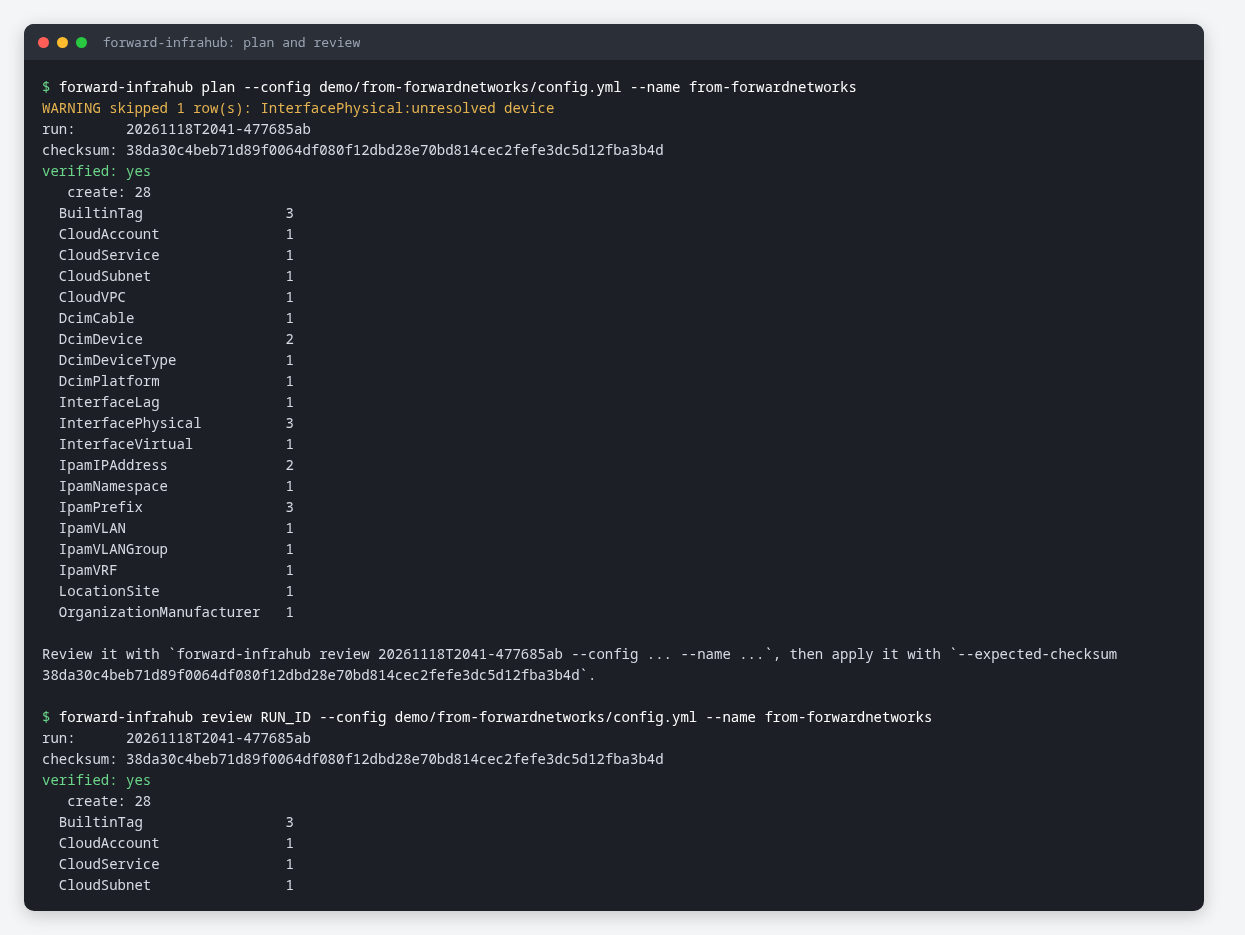 forward-infrahub: plan and review
$ forward-infrahub plan --config demo/from-forwardnetworks/config.yml --name from-forwardnetworks
WARNING skipped 1 row(s): InterfacePhysical:unresolved device
run:      20261118T2041-477685ab
checksum: 38da30c4beb71d89f0064df080f12dbd28e70bd814cec2fefe3dc5d12fba3b4d
verified: yes
   create: 28
  BuiltinTag                 3
  CloudAccount               1
  CloudService               1
  CloudSubnet                1
  CloudVPC                   1
  DcimCable                  1
  DcimDevice                 2
  DcimDeviceType             1
  DcimPlatform               1
  InterfaceLag               1
  InterfacePhysical          3
  InterfaceVirtual           1
  IpamIPAddress              2
  IpamNamespace              1
  IpamPrefix                 3
  IpamVLAN                   1
  IpamVLANGroup              1
  IpamVRF                    1
  LocationSite               1
  OrganizationManufacturer   1
Review it with `forward-infrahub review 20261118T2041-477685ab --config ... --name ...`, then apply it with `--expected-checksum
38da30c4beb71d89f0064df080f12dbd28e70bd814cec2fefe3dc5d12fba3b4d`.
$ forward-infrahub review RUN_ID --config demo/from-forwardnetworks/config.yml --name from-forwardnetworks
run:      20261118T2041-477685ab
checksum: 38da30c4beb71d89f0064df080f12dbd28e70bd814cec2fefe3dc5d12fba3b4d
verified: yes
   create: 28
  BuiltinTag                 3
  CloudAccount               1
  CloudService               1
  CloudSubnet                1